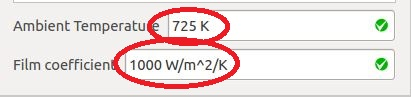 Ambient Temperature 725 K
Film coefficient 1000 W/m^2/K